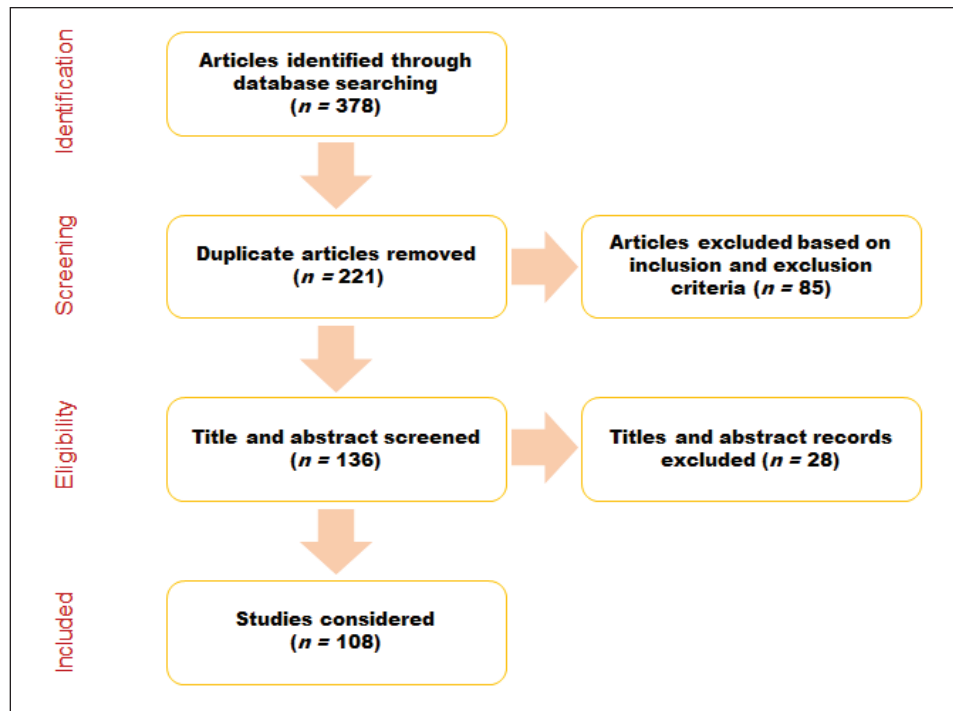 Identification
Articles identified through
database searching
(n = 378)
Screening
Duplicate articles removed
(n = 221)
Articles excluded based on
inclusion and exclusion
criteria (n = 85)
Eligibility
Title and abstract screened
(n = 136)
Titles and abstract records
excluded (n = 28)
Included
Studies considered
(n = 108)